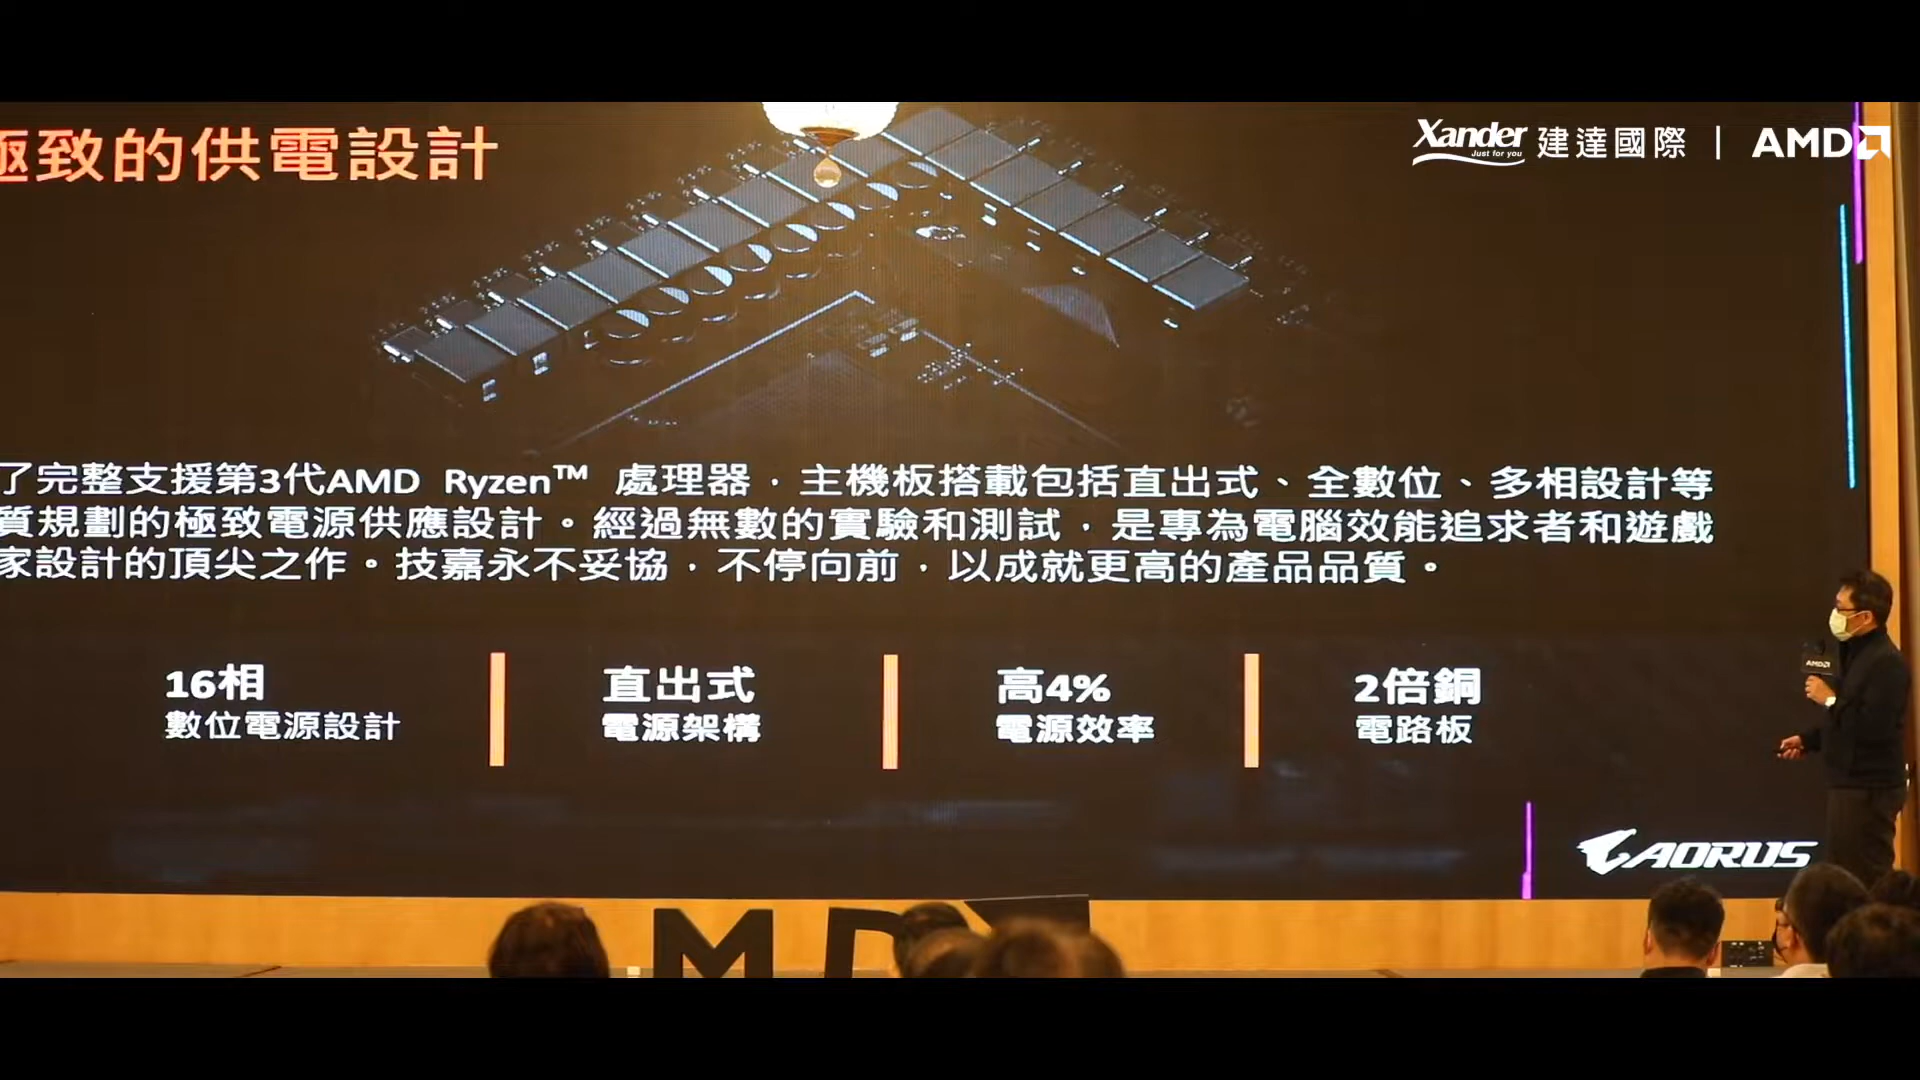 極致的供電設計
Xander 建達國際 | AMD
Just for you
了完整支援第3代AMD Ryzen™ 處理器，主機板搭載包括直出式、全數位、多相設計等
質規劃的極致電源供應設計。經過無數的實驗和測試，是專為電腦效能追求者和遊戲
家設計的頂尖之作。技嘉永不妥協，不停向前，以成就更高的產品品質。
16相
數位電源設計
直出式
電源架構
高4%
電源效率
2倍銅
電路板
AMD
AORUS
MD